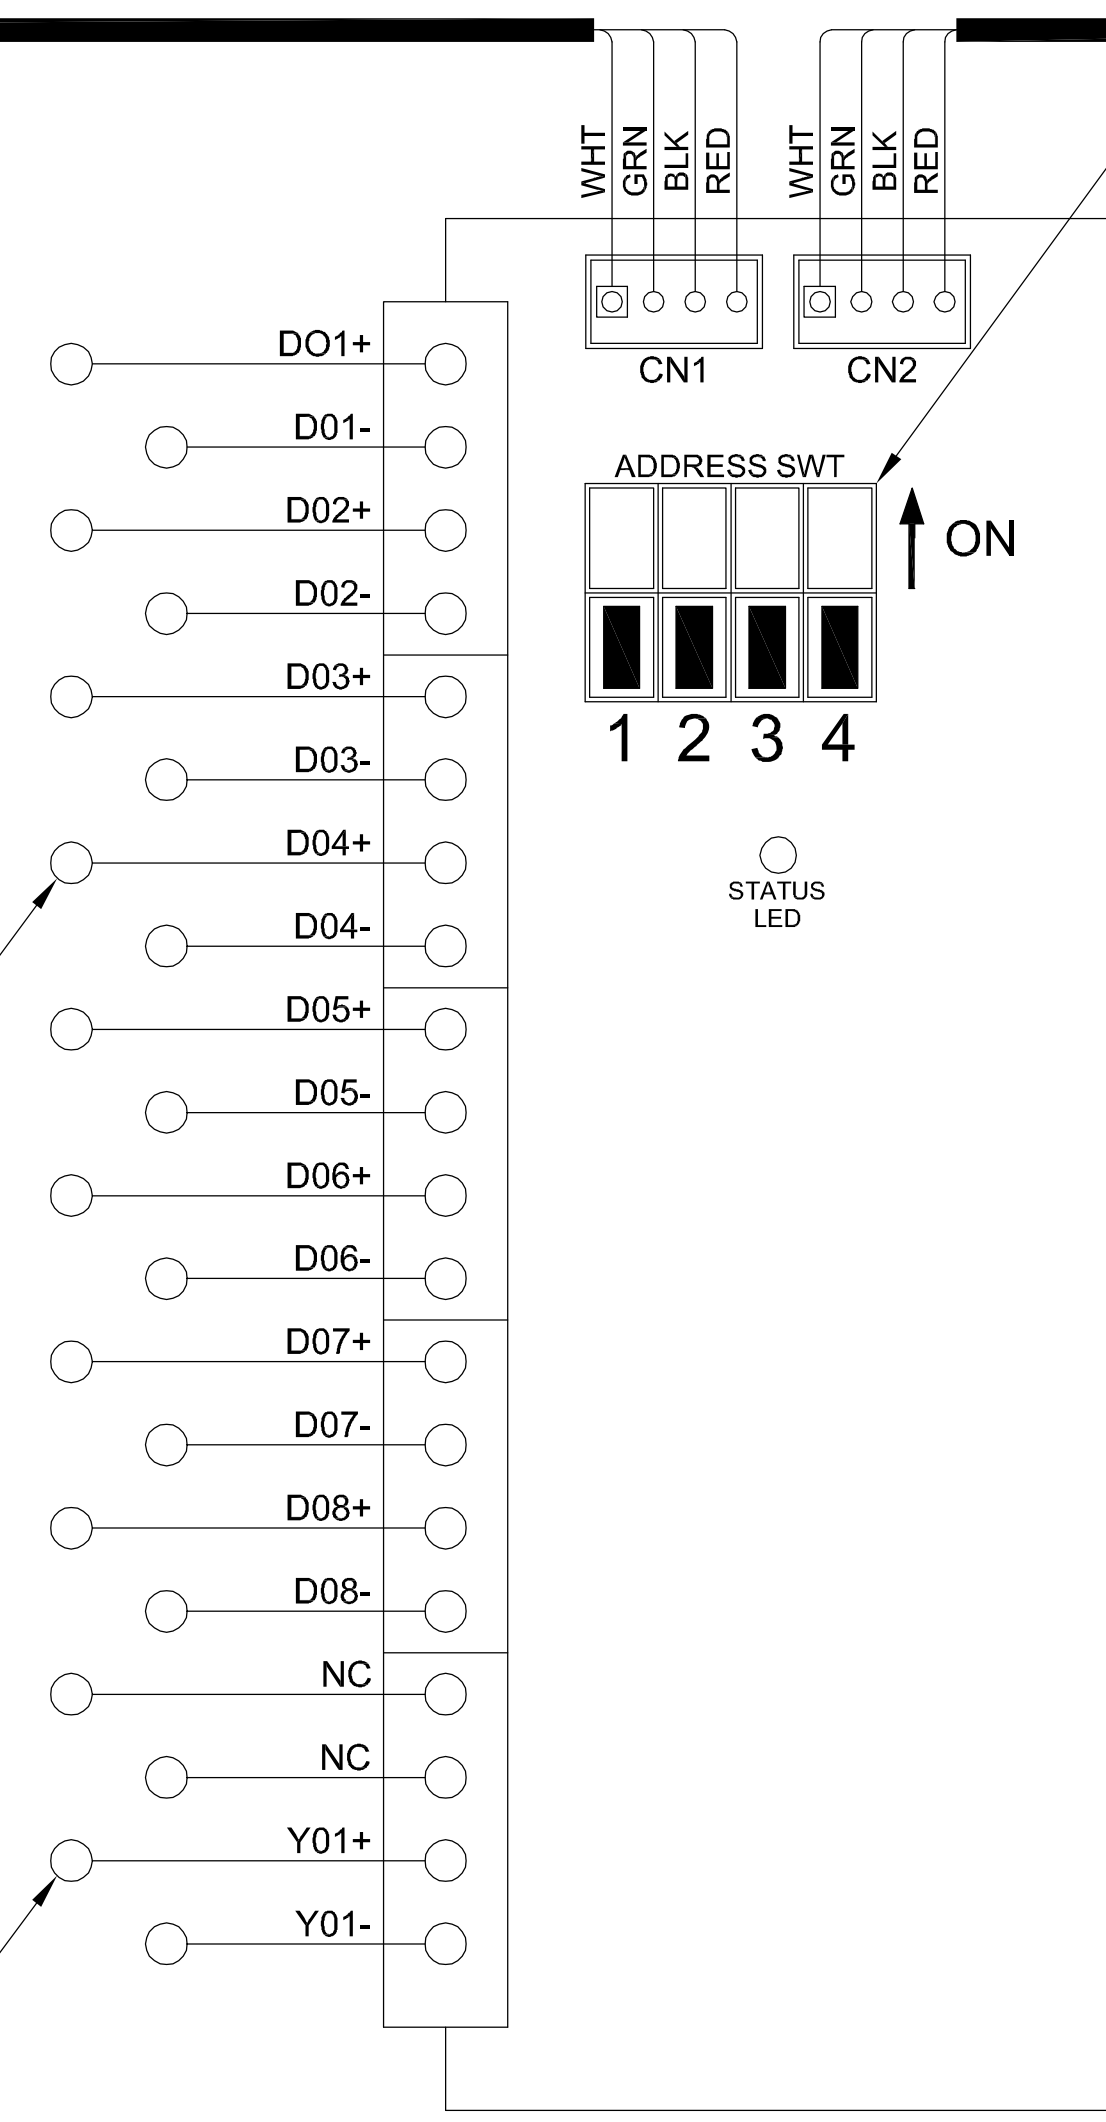 WHT GRN BLK RED WHT GRN BLK RED
CN1 CN2
ADDRESS SWT
ON
1 2 3 4
STATUS
LED
DO1+
D01-
D02+
D02-
D03+
D03-
D04+
D04-
D05+
D05-
D06+
D06-
D07+
D07-
D08+
D08-
NC
NC
Y01+
Y01-